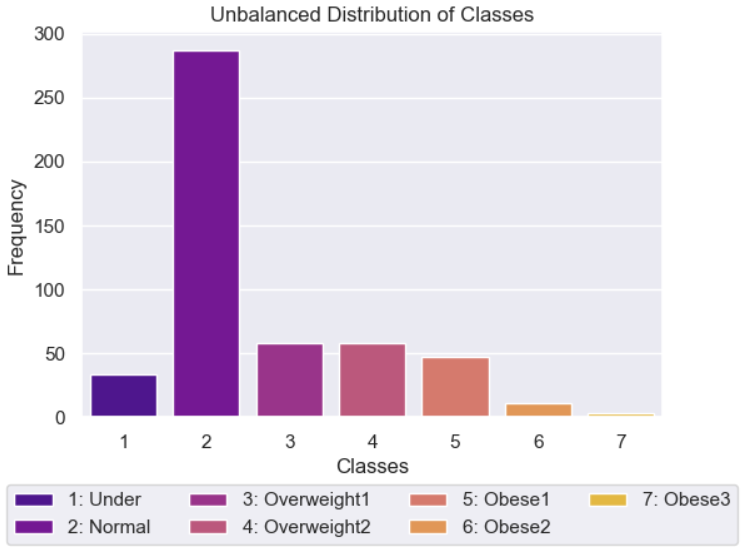 Unbalanced Distribution of Classes
300
250
200
150
100
50
0
Frequency
1 2 3 4 5 6 7
Classes
1: Under 3: Overweight1 5: Obese1 7: Obese3
2: Normal 4: Overweight2 6: Obese2